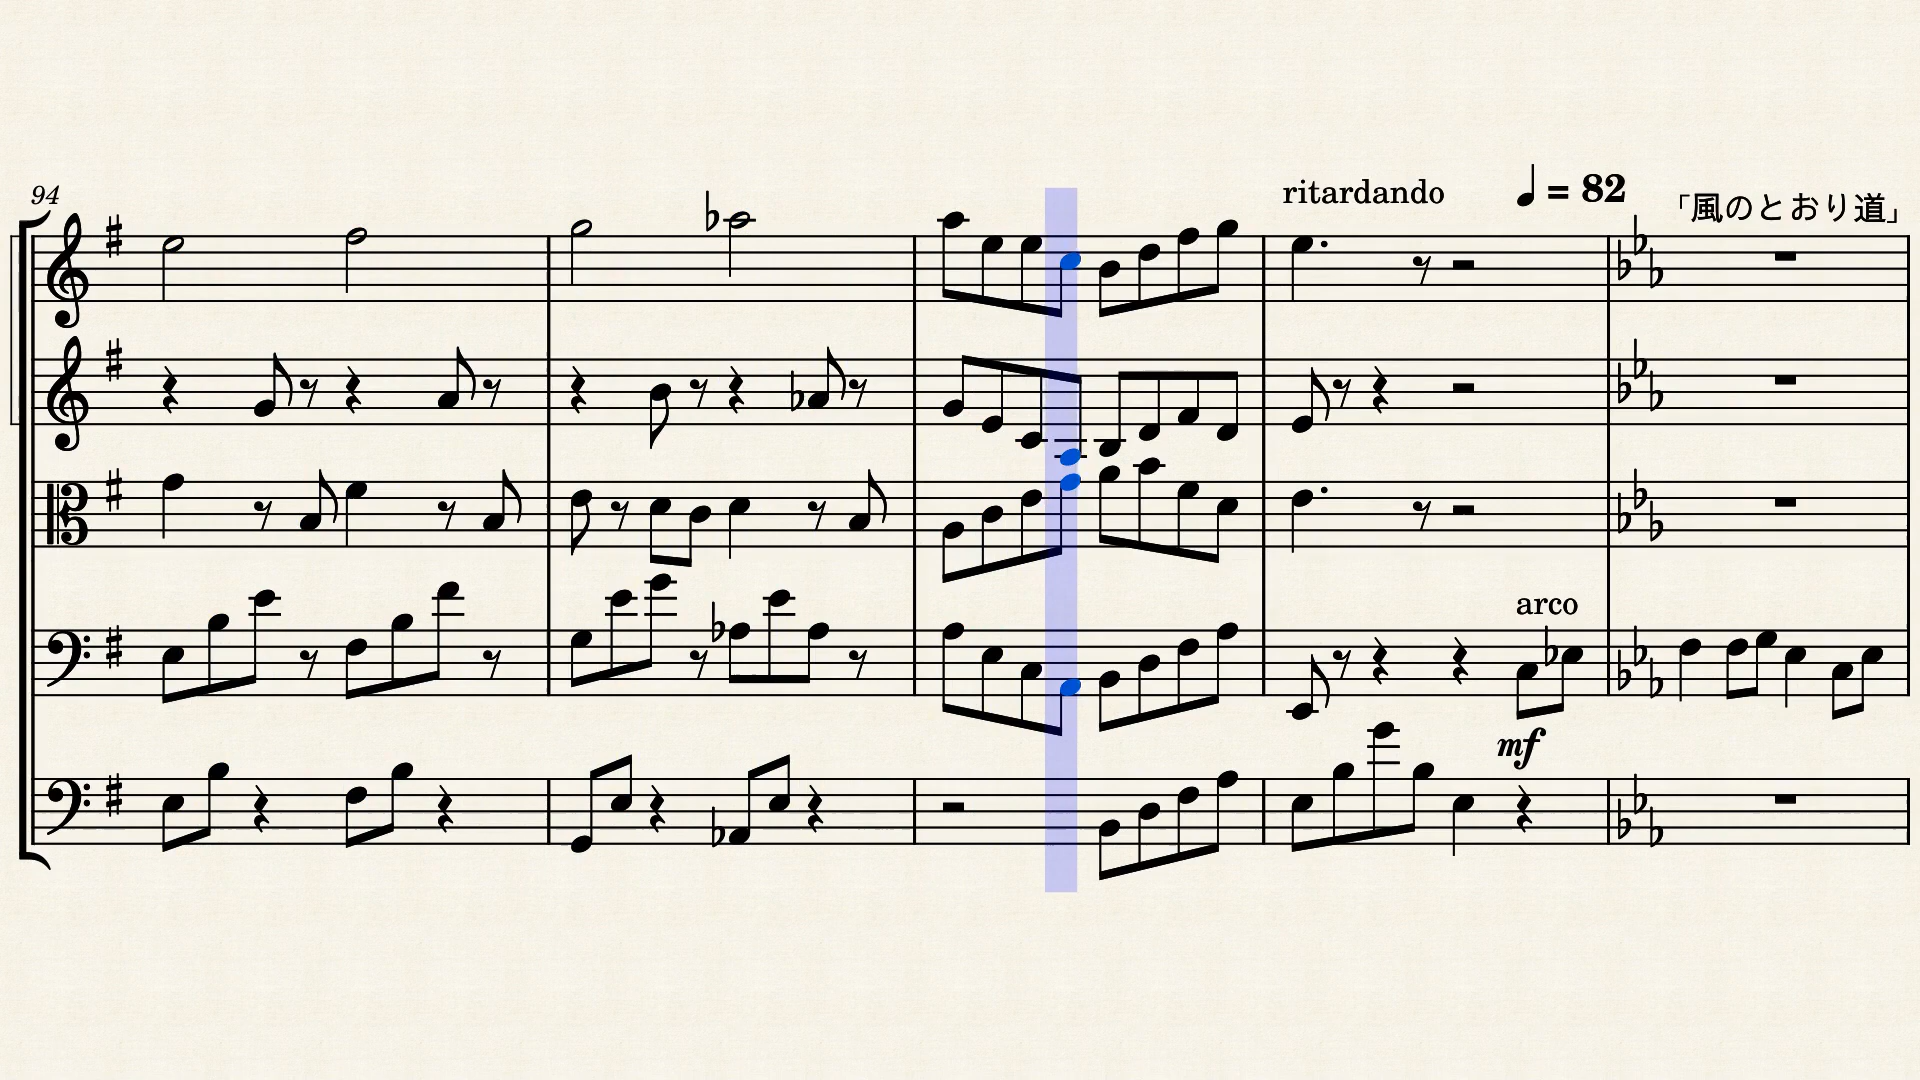 94
ritardando
♩ = 82
「風のとおり道」
arco
mf